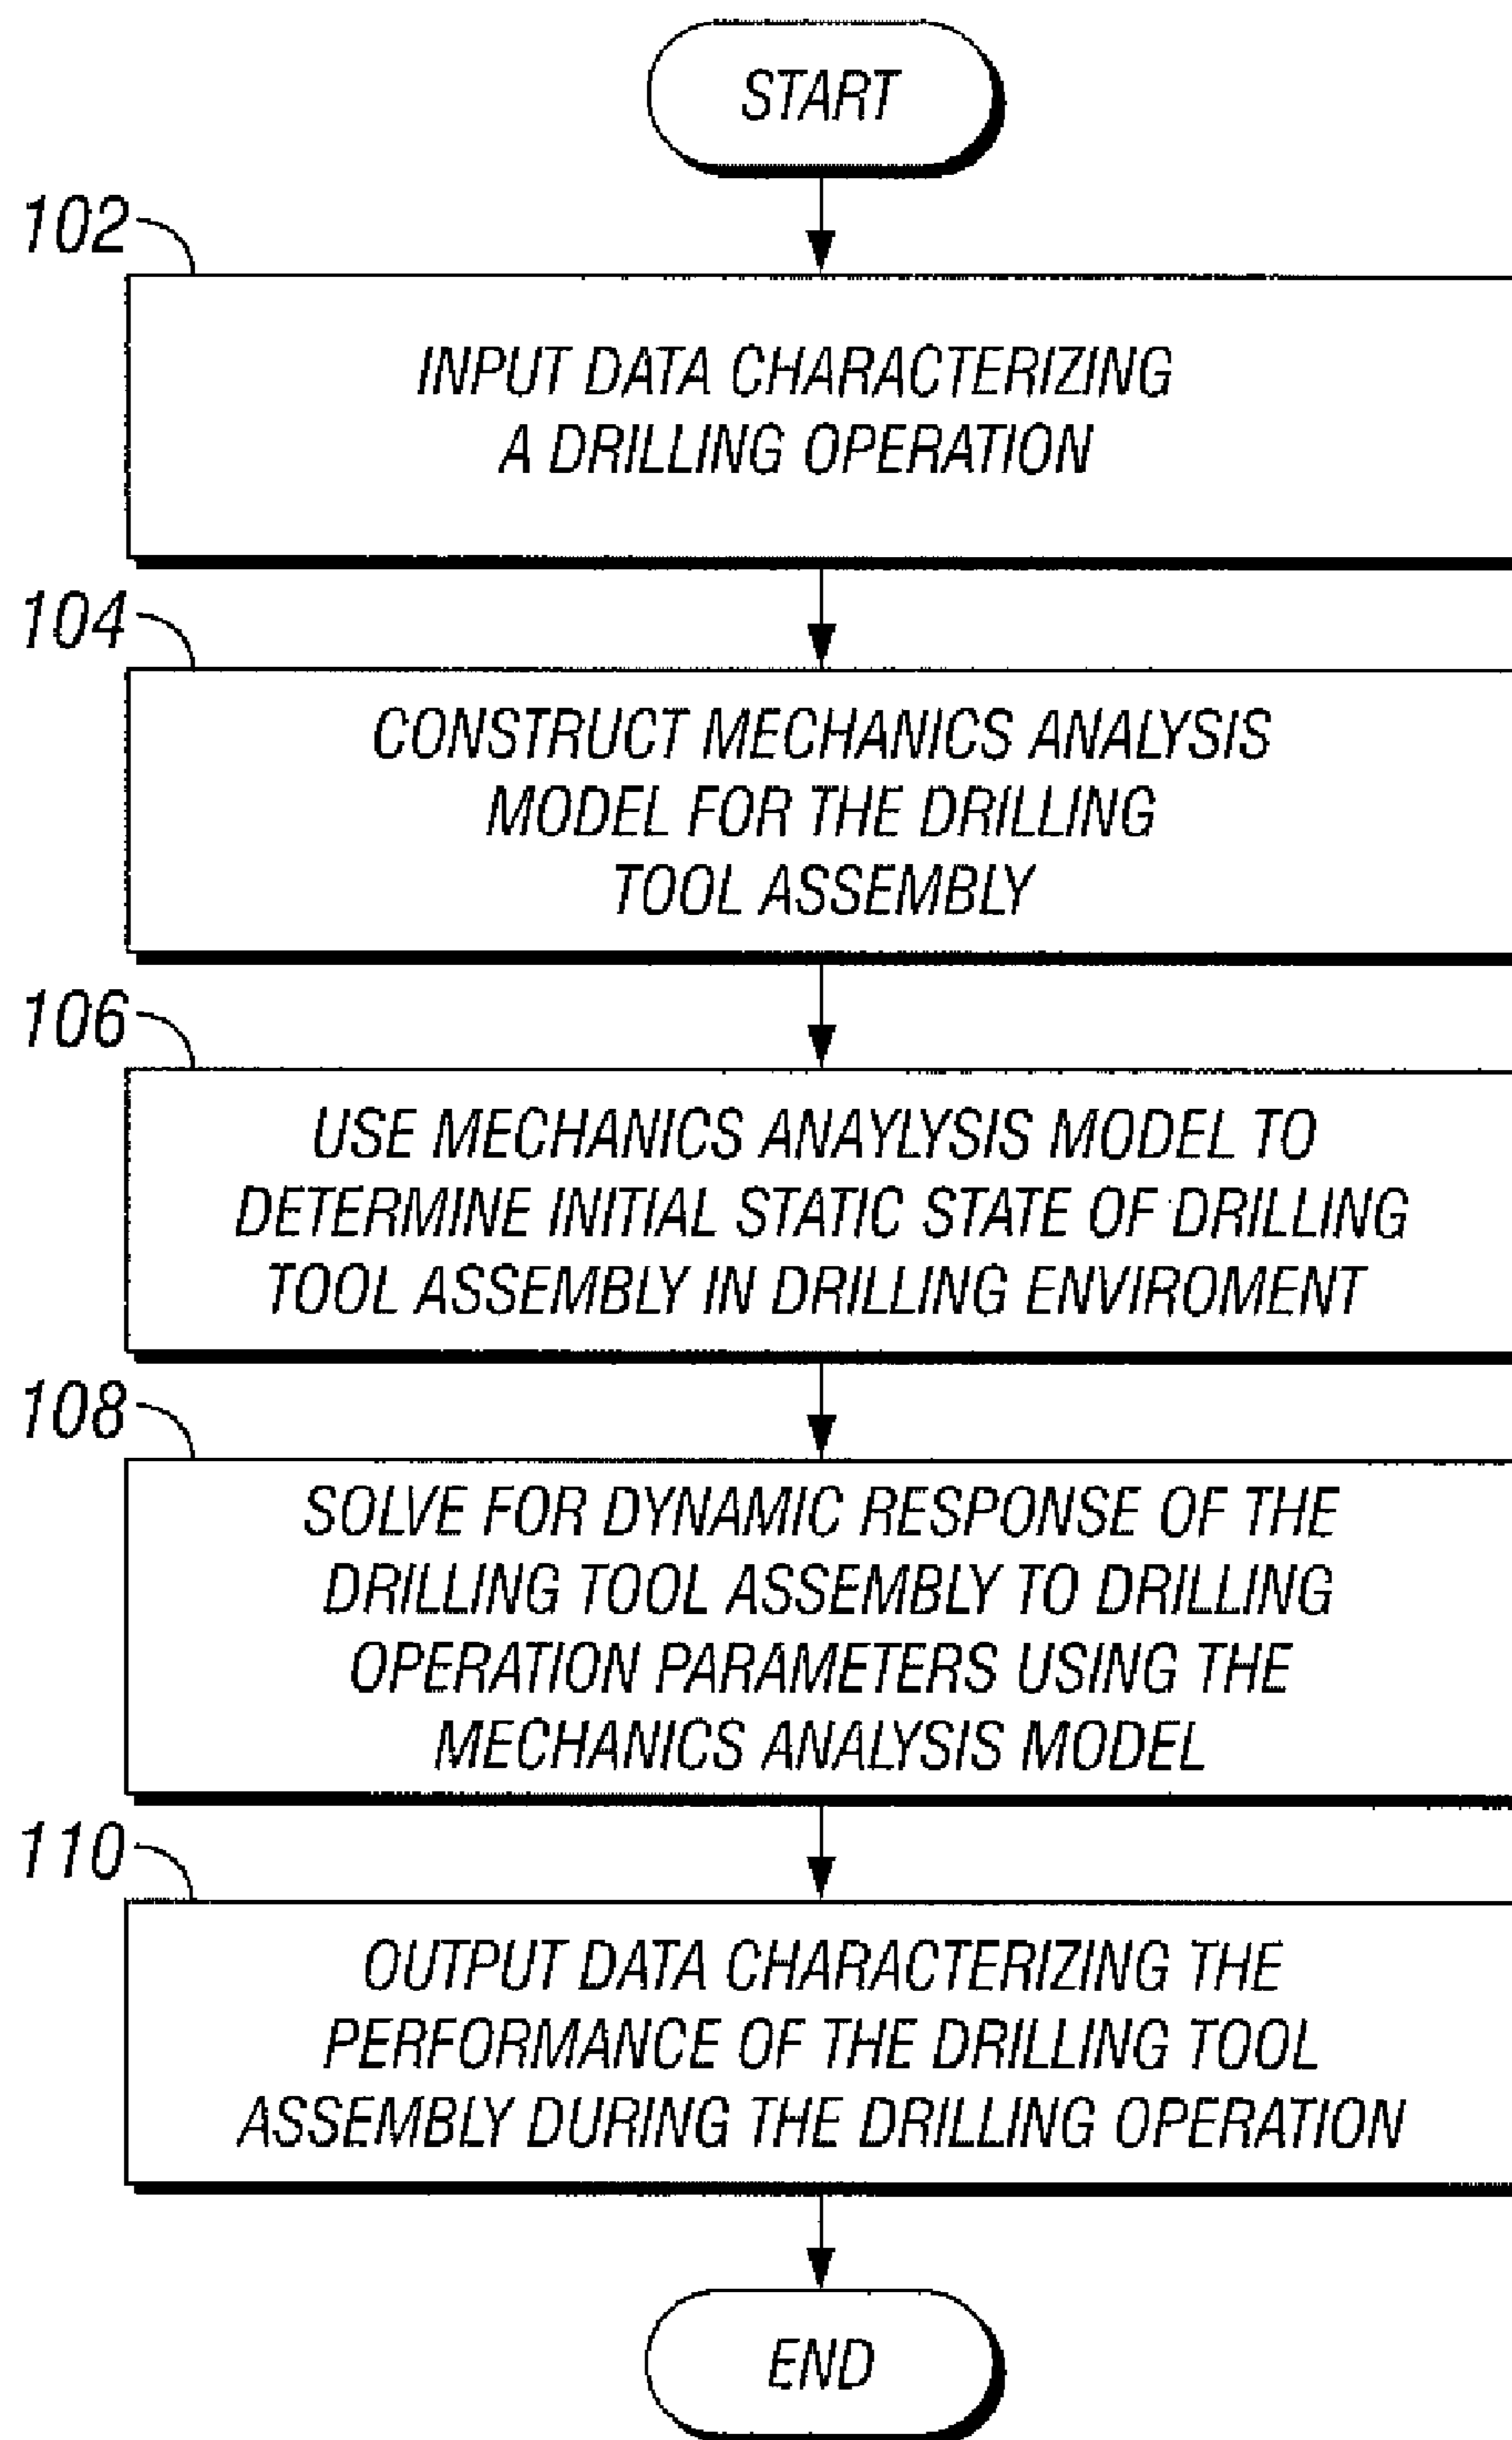 START
102
INPUT DATA CHARACTERIZING
A DRILLING OPERATION
104
CONSTRUCT MECHANICS ANALYSIS
MODEL FOR THE DRILLING
TOOL ASSEMBLY
106
USE MECHANICS ANAYLYSIS MODEL TO
DETERMINE INITIAL STATIC STATE OF DRILLING
TOOL ASSEMBLY IN DRILLING ENVIROMENT
108
SOLVE FOR DYNAMIC RESPONSE OF THE
DRILLING TOOL ASSEMBLY TO DRILLING
OPERATION PARAMETERS USING THE
MECHANICS ANALYSIS MODEL
110
OUTPUT DATA CHARACTERIZING THE
PERFORMANCE OF THE DRILLING TOOL
ASSEMBLY DURING THE DRILLING OPERATION
END